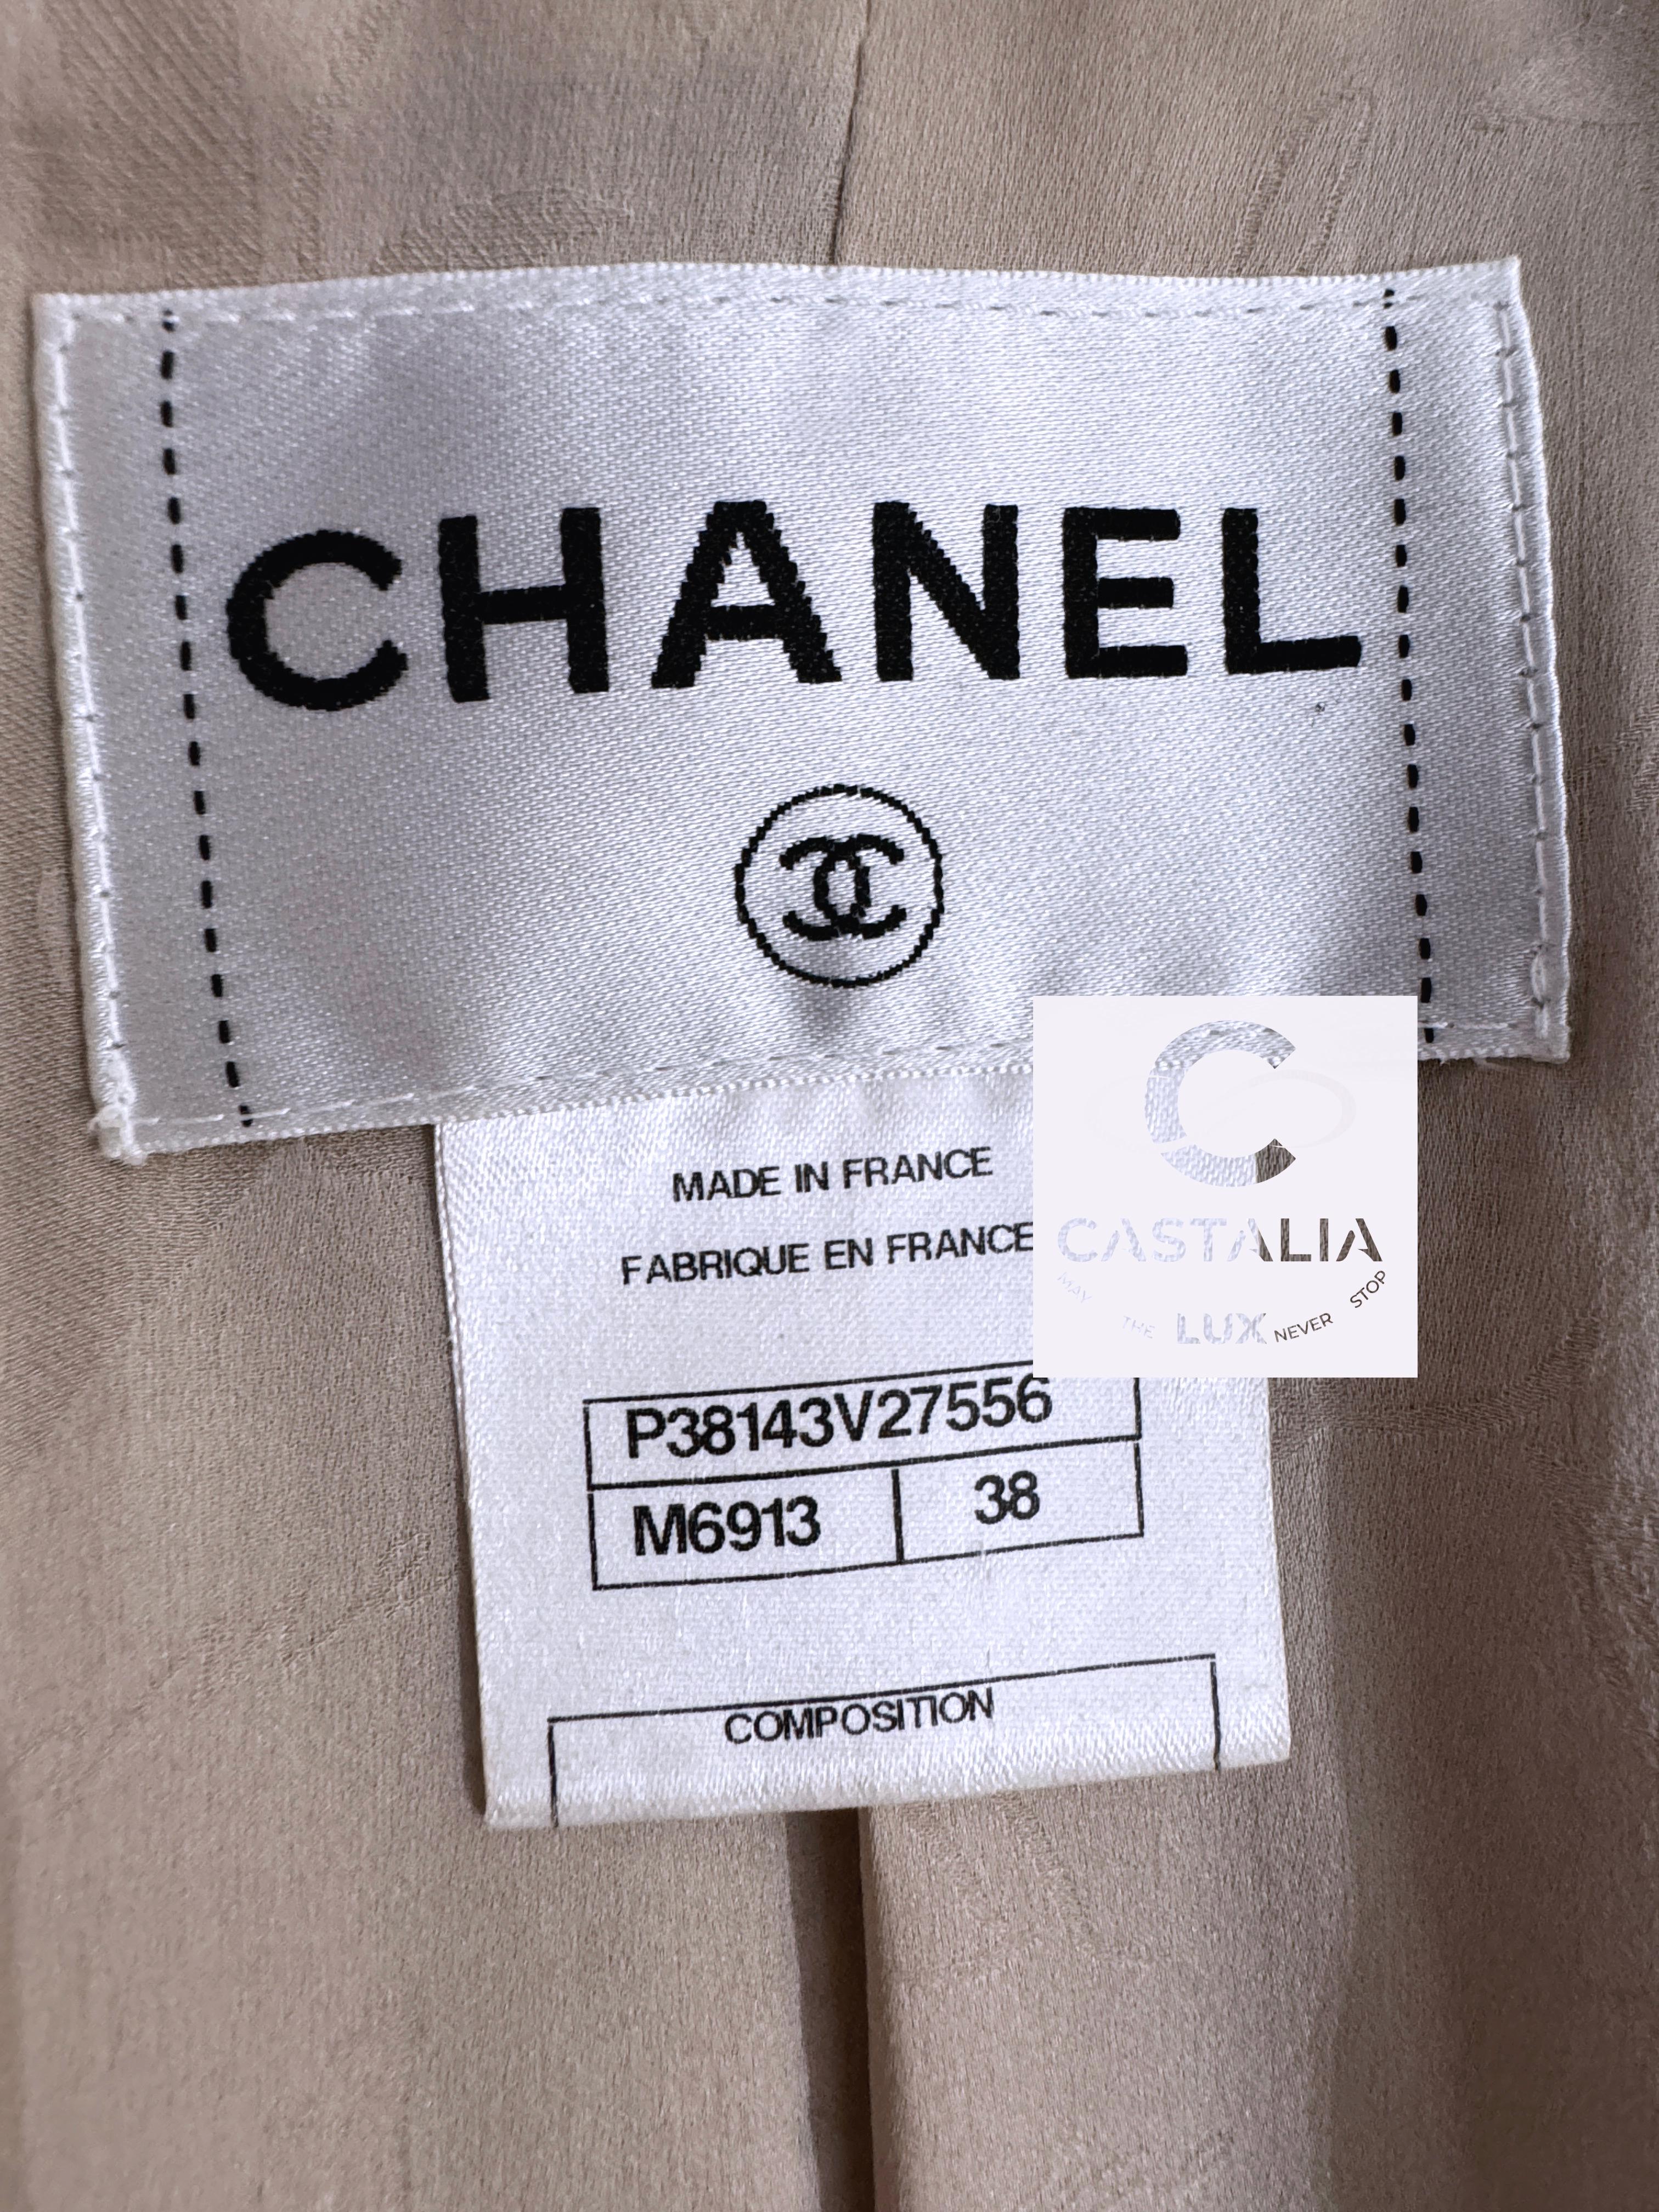 CHANEL
MADE IN FRANCE
FABRIQUE EN FRANCE
CASTALIA
MAY THE LUX NEVER STOP
P38143V27556
M6913 38
COMPOSITION